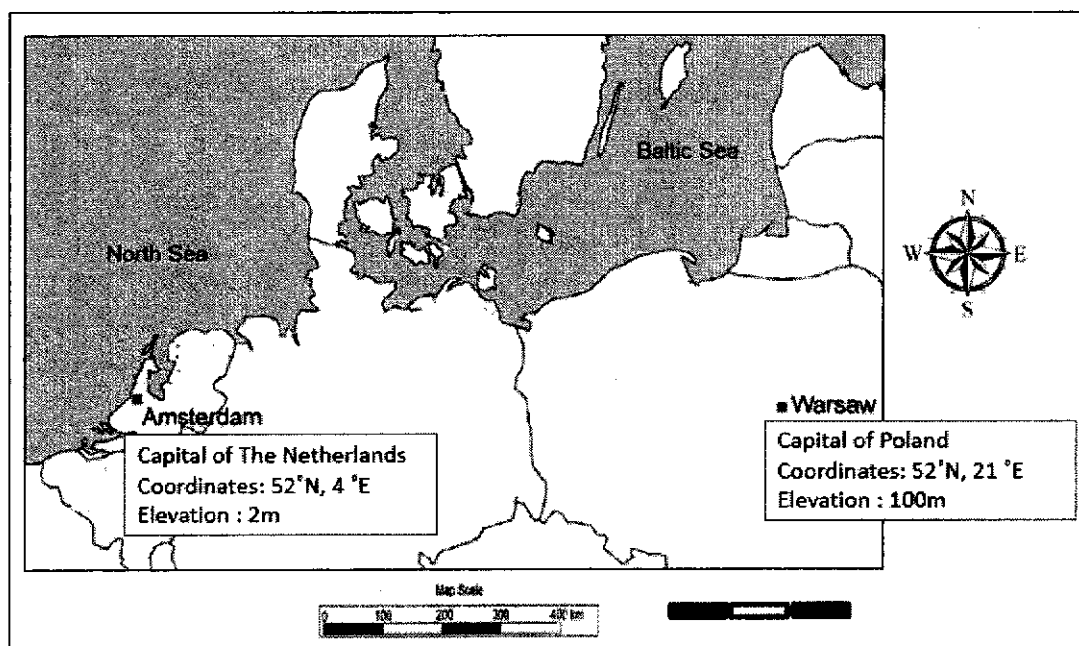 Baltic Sea
North Sea
N
W E
S
Amsterdam
Capital of The Netherlands
Coordinates: 52°N, 4 °E
Elevation : 2m
Warsaw
Capital of Poland
Coordinates: 52°N, 21 °E
Elevation : 100m
Map Scale
0 100 200 300 400 km